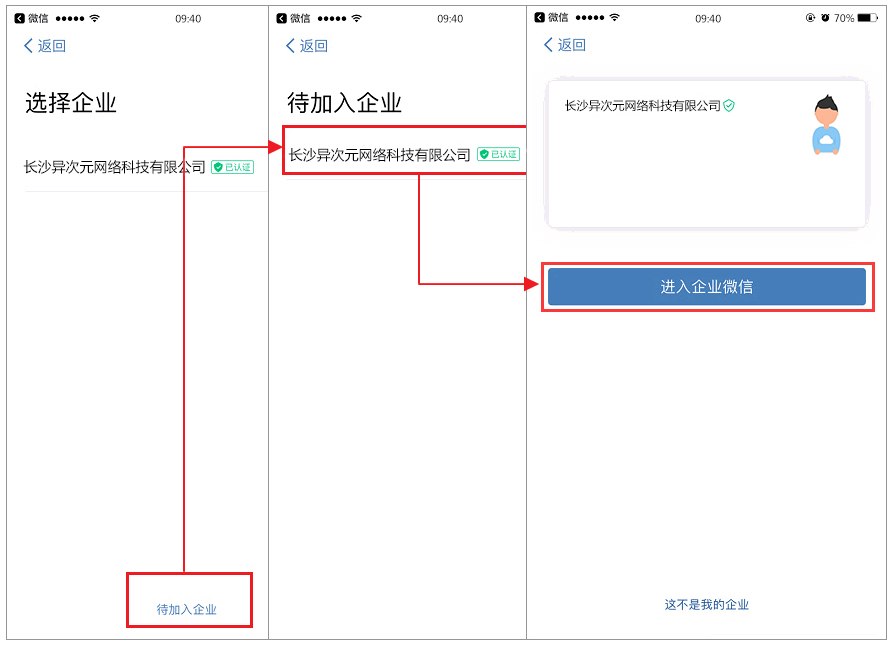 微信
09:40
返回
选择企业
长沙异次元网络科技有限公司 已认证
待加入企业
微信
09:40
返回
待加入企业
长沙异次元网络科技有限公司 已认证
微信
09:40
70%
返回
长沙异次元网络科技有限公司
进入企业微信
这不是我的企业